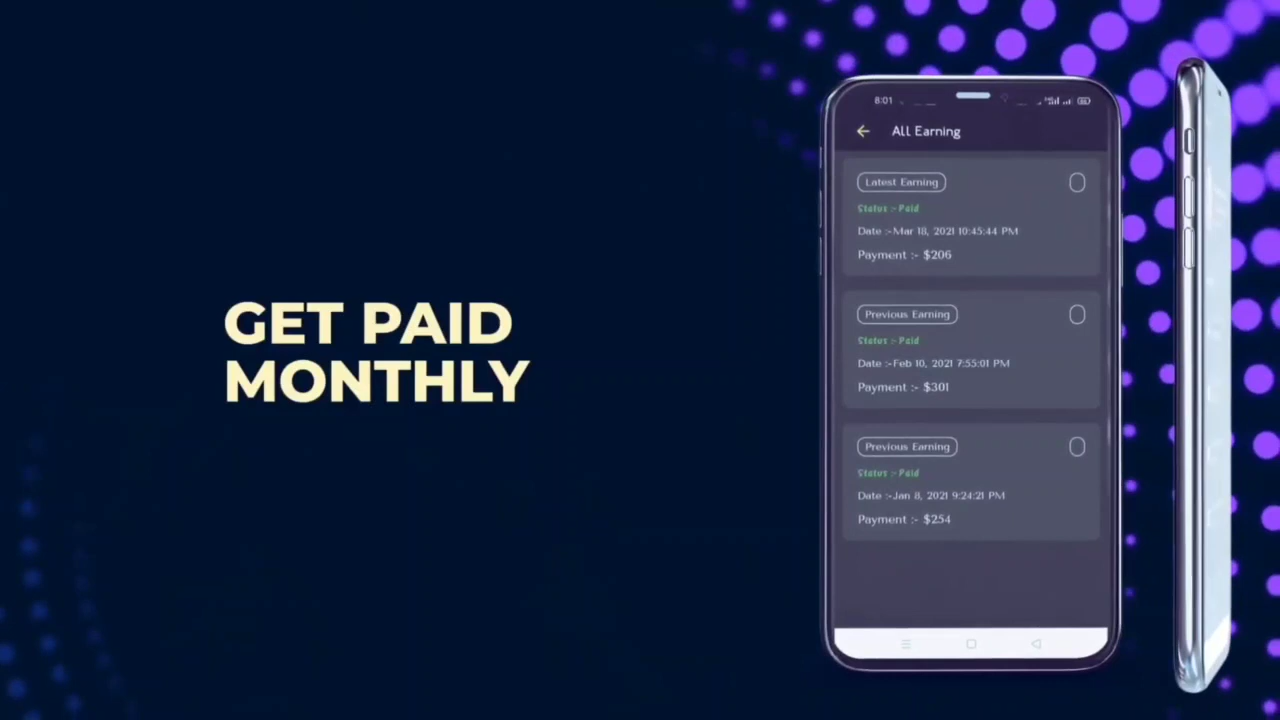 GET PAID
MONTHLY
8:01
All Earning
Latest Earning
Status :- Paid
Date :-Mar 18, 2021 10:45:44 PM
Payment :- $206
Previous Earning
Status :- Paid
Date :-Feb 10, 2021 7:55:01 PM
Payment :- $301
Previous Earning
Status :- Paid
Date :-Jan 8, 2021 9:24:21 PM
Payment :- $254